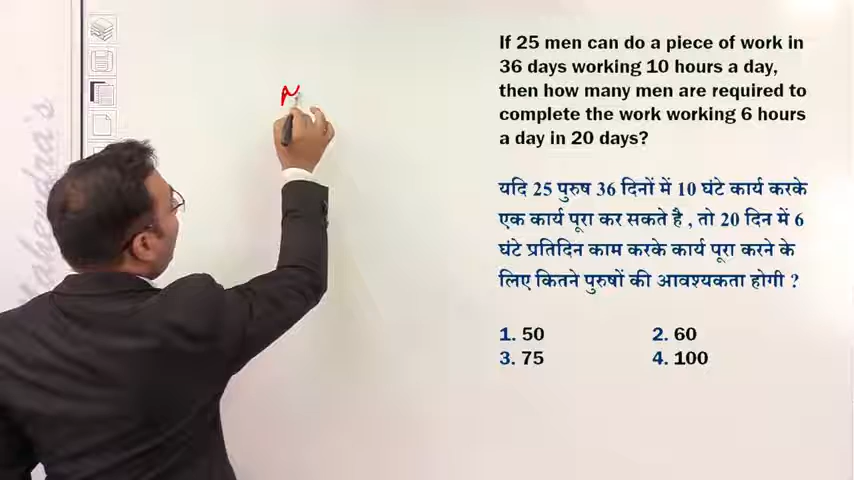 Mahendra's
If 25 men can do a piece of work in
36 days working 10 hours a day,
then how many men are required to
complete the work working 6 hours
a day in 20 days?
यदि 25 पुरुष 36 दिनों में 10 घंटे कार्य करके
एक कार्य पूरा कर सकते है , तो 20 दिन में 6
घंटे प्रतिदिन काम करके कार्य पूरा करने के
लिए कितने पुरुषों की आवश्यकता होगी ?
1. 50 2. 60
3. 75 4. 100